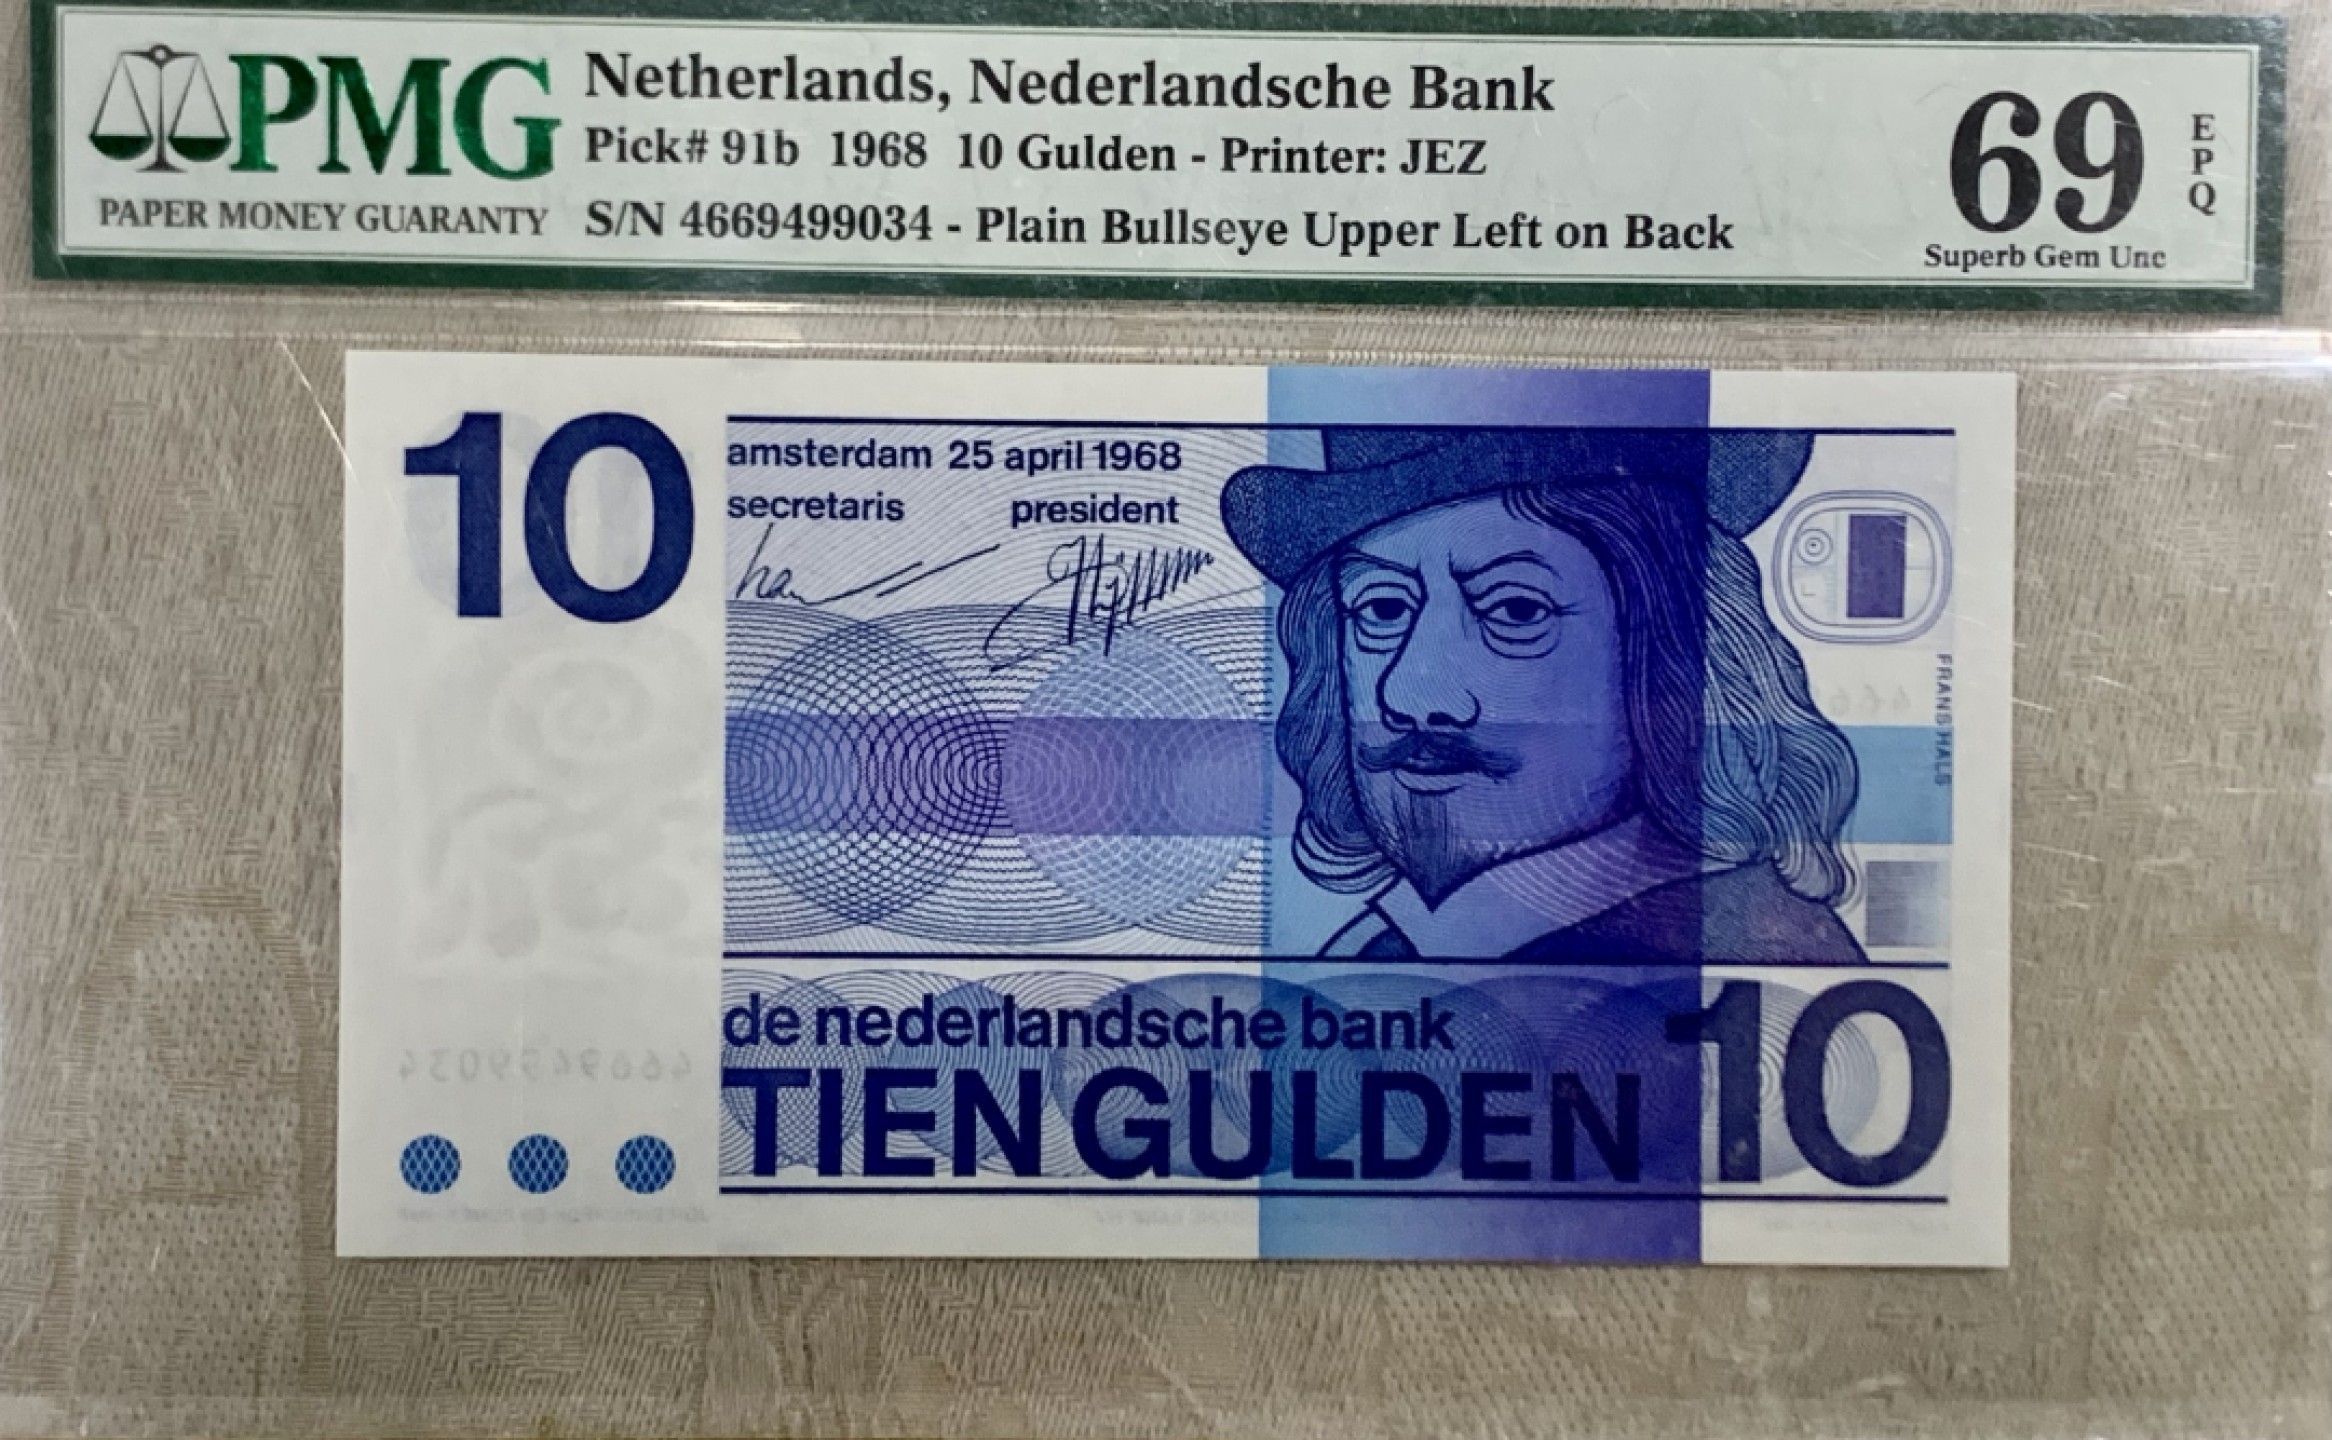 PMG
PAPER MONEY GUARANTY
Netherlands, Nederlandsche Bank
Pick# 91b 1968 10 Gulden - Printer: JEZ
S/N 4669499034 - Plain Bullseye Upper Left on Back
69
EPQ
Superb Gem Unc
10
amsterdam 25 april 1968
secretaris president
FRANS HALS
de nederlandsche bank
TIEN GULDEN
10
4669499034